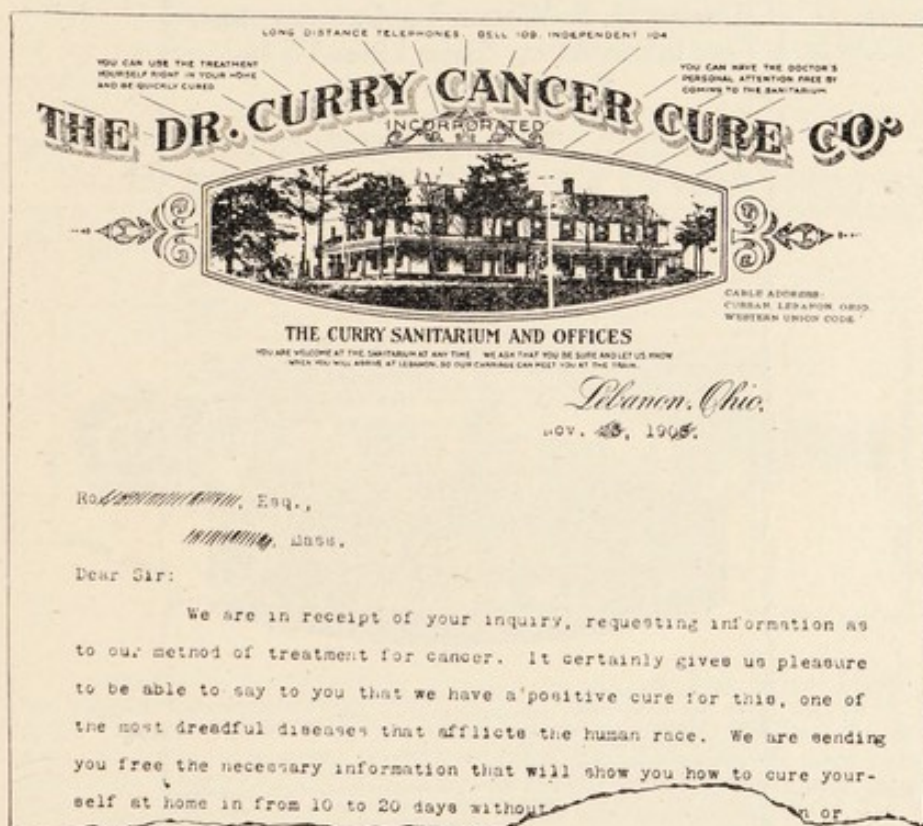 LONG DISTANCE TELEPHONES. BELL 109. INDEPENDENT 104
YOU CAN USE THE TREATMENT
YOURSELF RIGHT IN YOUR HOME
AND BE QUICKLY CURED
YOU CAN HAVE THE DOCTOR'S
PERSONAL ATTENTION FREE BY
COMING TO THE SANITARIUM
THE DR. CURRY CANCER CURE CO.
INCORPORATED
CABLE ADDRESS:
CURRAN, LEBANON, OHIO.
WESTERN UNION CODE
THE CURRY SANITARIUM AND OFFICES
YOU ARE WELCOME AT THE SANITARIUM AT ANY TIME WE ASK THAT YOU BE SURE AND LET US KNOW
WHEN YOU WILL ARRIVE AT LEBANON, SO OUR CARRIAGE CAN MEET YOU AT THE TRAIN.
Lebanon, Ohio.
Nov. , 190
Ro , Esq.,
, Mass.
Dear Sir:
We are in receipt of your inquiry, requesting information as
to our method of treatment for cancer. It certainly gives us pleasure
to be able to say to you that we have a positive cure for this, one of
the most dreadful diseases that afflicts the human race. We are sending
you free the necessary information that will show you how to cure your-
self at home in from 10 to 20 days without n or